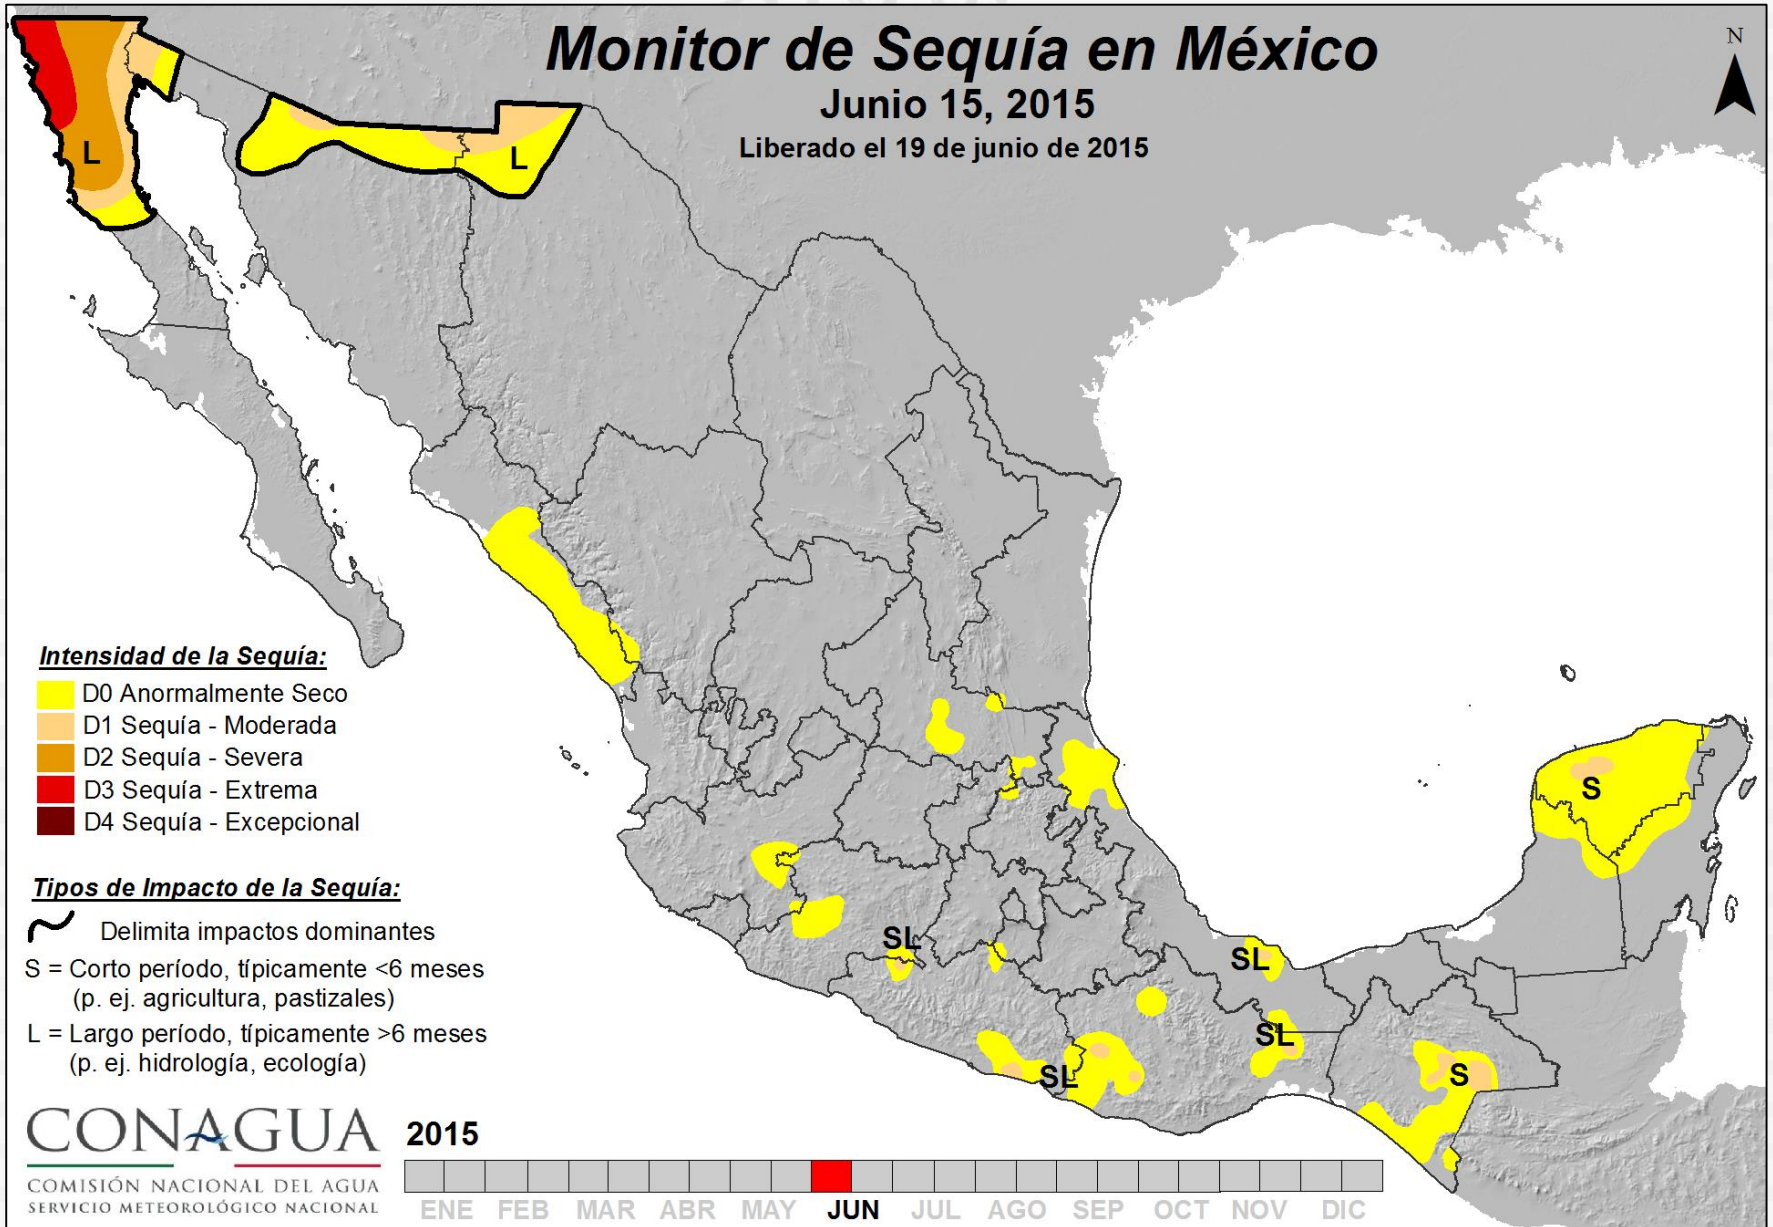 Monitor de Sequía en México
Junio 15, 2015
Liberado el 19 de junio de 2015
N
L
L
Intensidad de la Sequía:
D0 Anormalmente Seco
D1 Sequía - Moderada
D2 Sequía - Severa
D3 Sequía - Extrema
D4 Sequía - Excepcional
S
Tipos de Impacto de la Sequía:
Delimita impactos dominantes
S = Corto período, típicamente <6 meses
(p. ej. agricultura, pastizales)
L = Largo período, típicamente >6 meses
(p. ej. hidrología, ecología)
SL
SL
SL
SL
S
CONAGUA
COMISIÓN NACIONAL DEL AGUA
SERVICIO METEOROLÓGICO NACIONAL
2015
ENE FEB MAR ABR MAY JUN JUL AGO SEP OCT NOV DIC